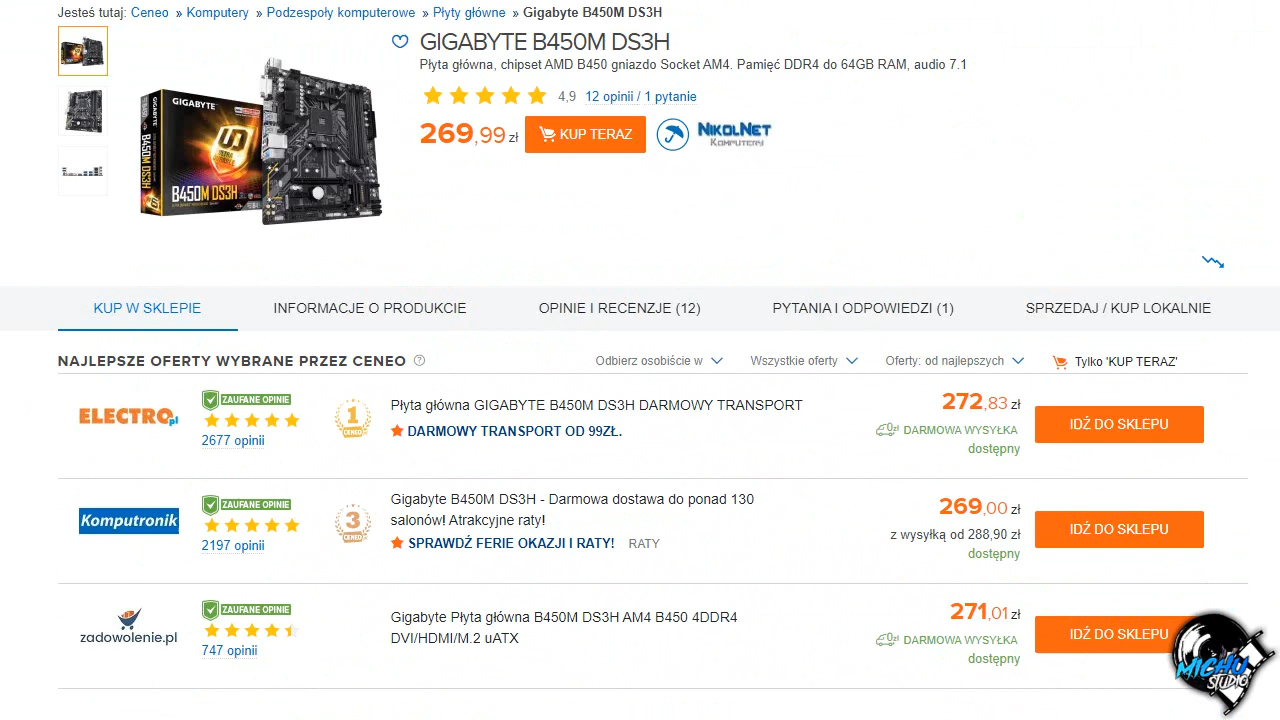 Jesteś tutaj: Ceneo » Komputery » Podzespoły komputerowe » Płyty główne » Gigabyte B450M DS3H
GIGABYTE B450M DS3H
Płyta główna, chipset AMD B450 gniazdo Socket AM4. Pamięć DDR4 do 64GB RAM, audio 7.1
4,9 12 opinii / 1 pytanie
269,99 zł KUP TERAZ NIKOLNET KOMPUTERY
GIGABYTE
ULTRA DURABLE
B450M DS3H
B450M DS3H
KUP W SKLEPIE INFORMACJE O PRODUKCIE OPINIE I RECENZJE (12) PYTANIA I ODPOWIEDZI (1) SPRZEDAJ / KUP LOKALNIE
NAJLEPSZE OFERTY WYBRANE PRZEZ CENEO ? Odbierz osobiście w Wszystkie oferty Oferty: od najlepszych Tylko 'KUP TERAZ'
ELECTRO.pl
ZAUFANE OPINIE
2677 opinii
1 CENEO
Płyta główna GIGABYTE B450M DS3H DARMOWY TRANSPORT
DARMOWY TRANSPORT OD 99ZŁ.
272,83 zł
0zł DARMOWA WYSYŁKA
dostępny
IDŹ DO SKLEPU
Komputronik
ZAUFANE OPINIE
2197 opinii
3 CENEO
Gigabyte B450M DS3H - Darmowa dostawa do ponad 130
salonów! Atrakcyjne raty!
SPRAWDŹ FERIE OKAZJI I RATY! RATY
269,00 zł
z wysyłką od 288,90 zł
dostępny
IDŹ DO SKLEPU
zadowolenie.pl
ZAUFANE OPINIE
747 opinii
Gigabyte Płyta główna B450M DS3H AM4 B450 4DDR4
DVI/HDMI/M.2 uATX
271,01 zł
0zł DARMOWA WYSYŁKA
dostępny
IDŹ DO SKLEPU
MICHU
STUDIO